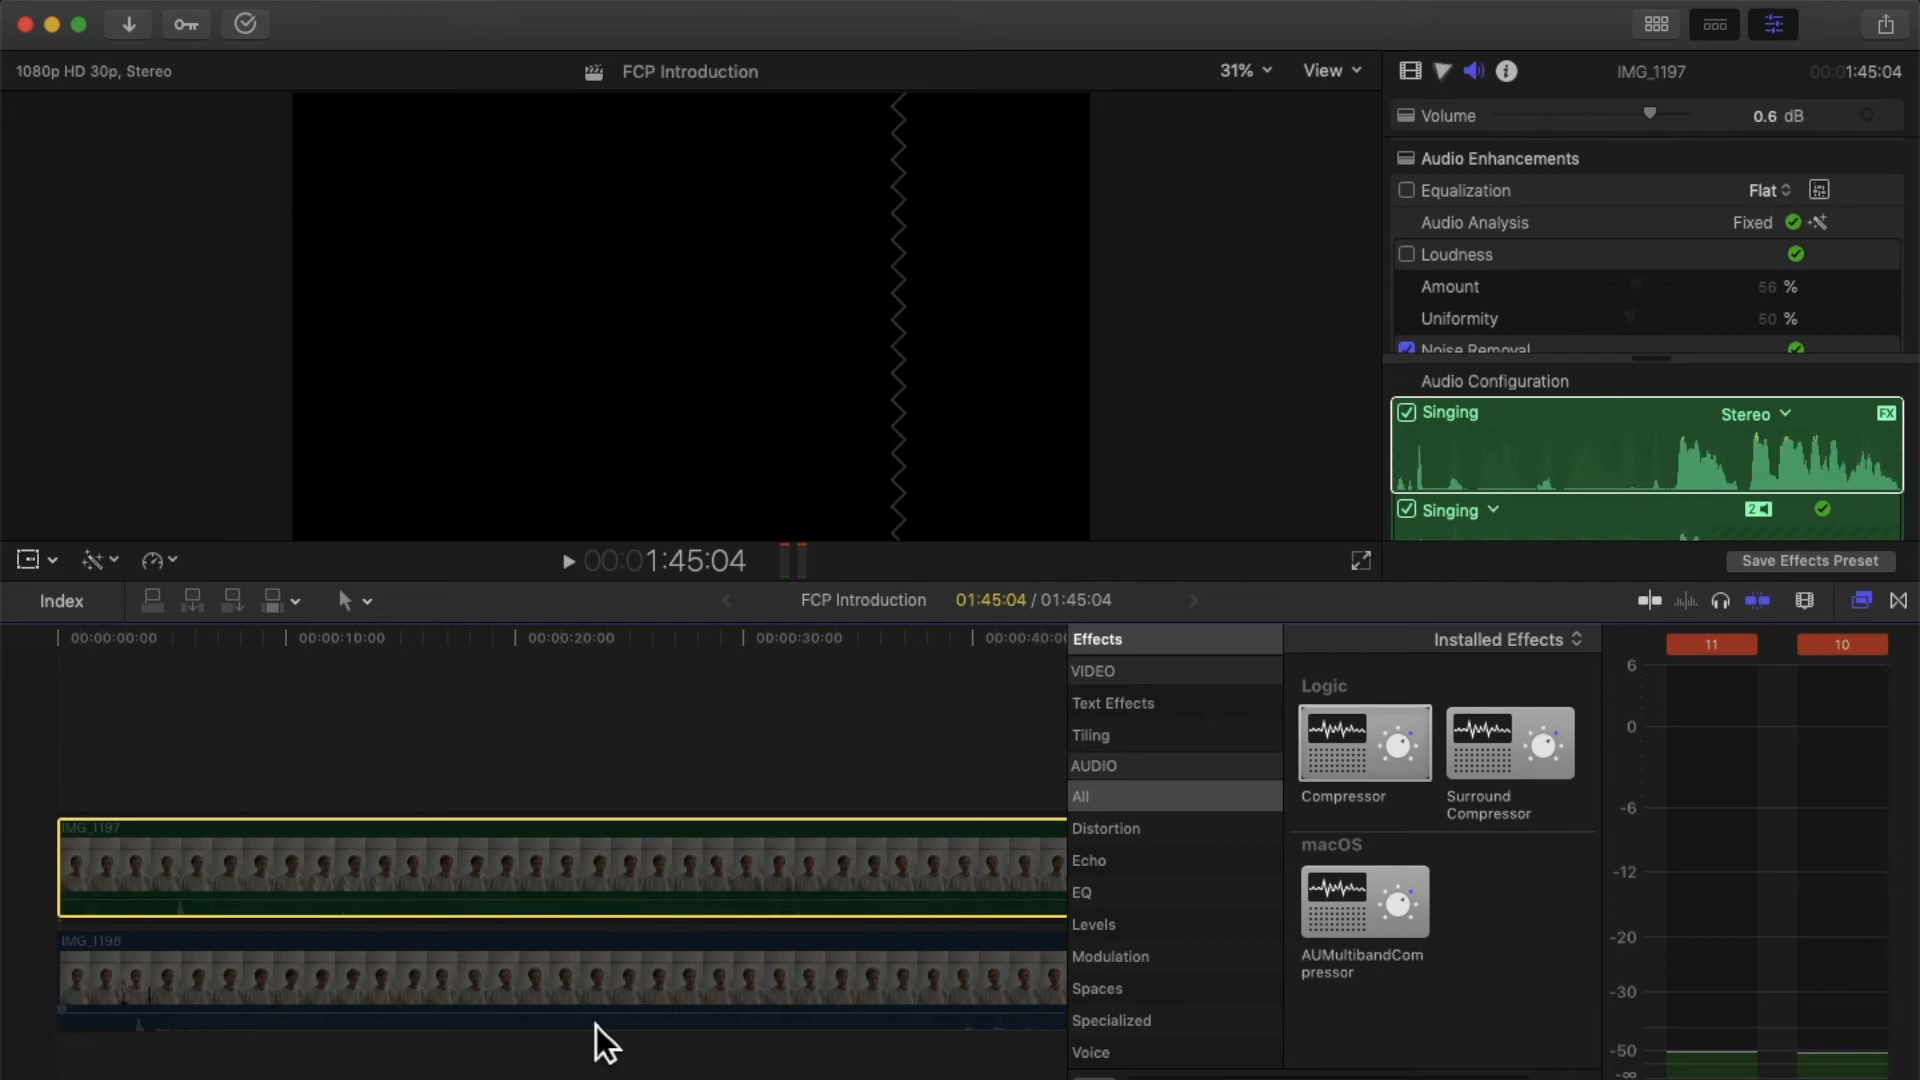 1080p HD 30p, Stereo
FCP Introduction
31%
View
IMG_1197
00:01:45:04
Volume
0.6 dB
Audio Enhancements
Equalization
Flat
Audio Analysis
Fixed
Loudness
Amount
56 %
Uniformity
50 %
Noise Removal
Audio Configuration
Singing
Stereo
FX
Singing
2
00:01:45:04
Save Effects Preset
Index
FCP Introduction
01:45:04 / 01:45:04
00:00:00:00
00:00:10:00
00:00:20:00
00:00:30:00
00:00:40:0
Effects
Installed Effects
VIDEO
Text Effects
Tiling
AUDIO
All
Distortion
Echo
EQ
Levels
Modulation
Spaces
Specialized
Voice
Logic
Compressor
Surround
Compressor
macOS
AUMultibandCom
pressor
11
10
6
0
-6
-12
-20
-30
-50
-∞
IMG_1197
IMG_1198